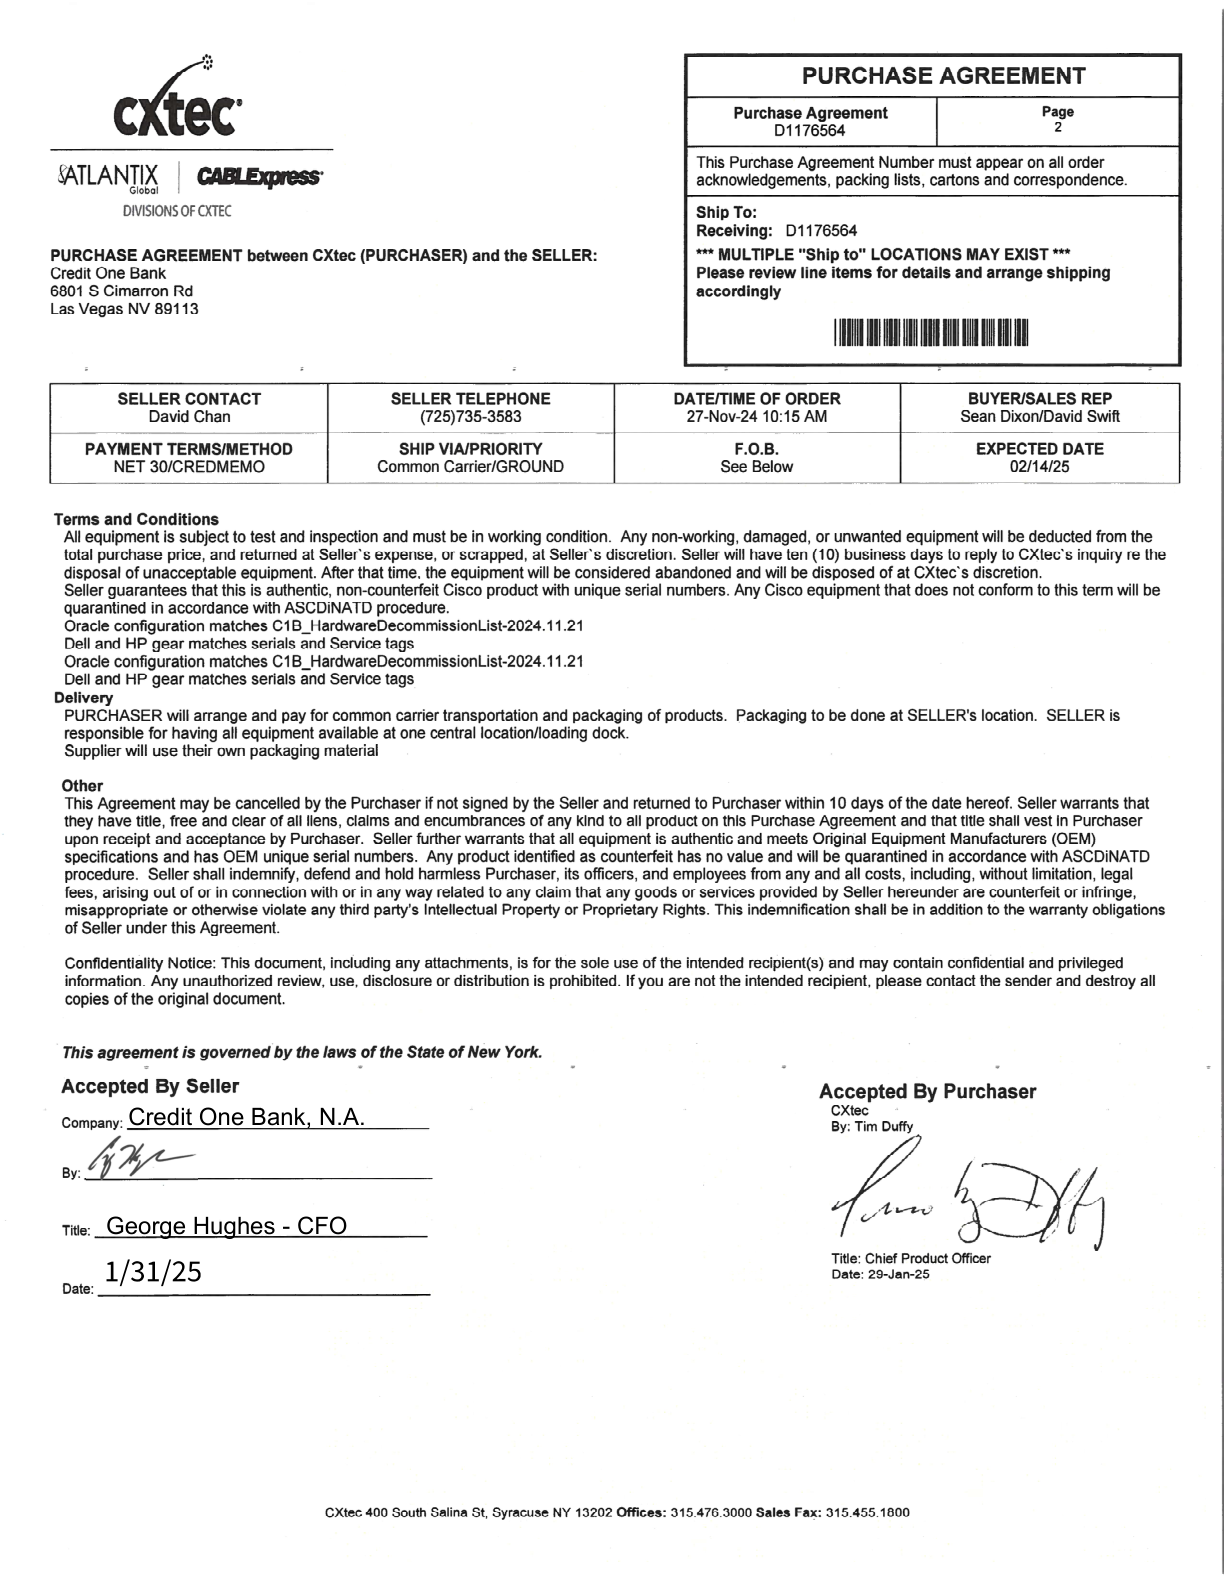 cxtec
ATLANTIX
Global
CABLExpress
DIVISIONS OF CXTEC
PURCHASE AGREEMENT
Purchase Agreement
D1176564
Page
2
This Purchase Agreement Number must appear on all order
acknowledgements, packing lists, cartons and correspondence.
Ship To:
Receiving: D1176564
*** MULTIPLE "Ship to" LOCATIONS MAY EXIST ***
Please review line items for details and arrange shipping
accordingly
PURCHASE AGREEMENT between CXtec (PURCHASER) and the SELLER:
Credit One Bank
6801 S Cimarron Rd
Las Vegas NV 89113
SELLER CONTACT
David Chan
SELLER TELEPHONE
(725)735-3583
DATE/TIME OF ORDER
27-Nov-24 10:15 AM
BUYER/SALES REP
Sean Dixon/David Swift
PAYMENT TERMS/METHOD
NET 30/CREDMEMO
SHIP VIA/PRIORITY
Common Carrier/GROUND
F.O.B.
See Below
EXPECTED DATE
02/14/25
Terms and Conditions
All equipment is subject to test and inspection and must be in working condition. Any non-working, damaged, or unwanted equipment will be deducted from the
total purchase price, and returned at Seller`s expense, or scrapped, at Seller`s discretion. Seller will have ten (10) business days to reply to CXtec`s inquiry re the
disposal of unacceptable equipment. After that time, the equipment will be considered abandoned and will be disposed of at CXtec`s discretion.
Seller guarantees that this is authentic, non-counterfeit Cisco product with unique serial numbers. Any Cisco equipment that does not conform to this term will be
quarantined in accordance with ASCDiNATD procedure.
Oracle configuration matches C1B_HardwareDecommissionList-2024.11.21
Dell and HP gear matches serials and Service tags
Oracle configuration matches C1B_HardwareDecommissionList-2024.11.21
Dell and HP gear matches serials and Service tags
Delivery
PURCHASER will arrange and pay for common carrier transportation and packaging of products. Packaging to be done at SELLER's location. SELLER is
responsible for having all equipment available at one central location/loading dock.
Supplier will use their own packaging material
Other
This Agreement may be cancelled by the Purchaser if not signed by the Seller and returned to Purchaser within 10 days of the date hereof. Seller warrants that
they have title, free and clear of all liens, claims and encumbrances of any kind to all product on this Purchase Agreement and that title shall vest in Purchaser
upon receipt and acceptance by Purchaser. Seller further warrants that all equipment is authentic and meets Original Equipment Manufacturers (OEM)
specifications and has OEM unique serial numbers. Any product identified as counterfeit has no value and will be quarantined in accordance with ASCDiNATD
procedure. Seller shall indemnify, defend and hold harmless Purchaser, its officers, and employees from any and all costs, including, without limitation, legal
fees, arising out of or in connection with or in any way related to any claim that any goods or services provided by Seller hereunder are counterfeit or infringe,
misappropriate or otherwise violate any third party's Intellectual Property or Proprietary Rights. This indemnification shall be in addition to the warranty obligations
of Seller under this Agreement.
Confidentiality Notice: This document, including any attachments, is for the sole use of the intended recipient(s) and may contain confidential and privileged
information. Any unauthorized review, use, disclosure or distribution is prohibited. If you are not the intended recipient, please contact the sender and destroy all
copies of the original document.
This agreement is governed by the laws of the State of New York.
Accepted By Seller
Company: Credit One Bank, N.A.
By:
Title: George Hughes - CFO
Date: 1/31/25
Accepted By Purchaser
CXtec
By: Tim Duffy
Title: Chief Product Officer
Date: 29-Jan-25
CXtec 400 South Salina St, Syracuse NY 13202 Offices: 315.476.3000 Sales Fax: 315.455.1800